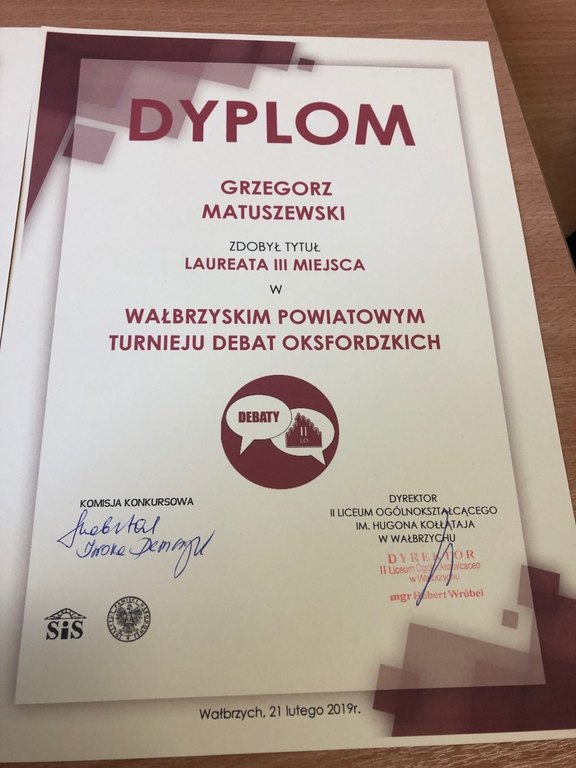 DYPLOM
GRZEGORZ
MATUSZEWSKI
ZDOBYŁ TYTUŁ
LAUREATA III MIEJSCA
W
WAŁBRZYSKIM POWIATOWYM
TURNIEJU DEBAT OKSFORDZKICH
DEBATY
II
LO
KOMISJA KONKURSOWA
Iwona
DYREKTOR
II LICEUM OGÓLNOKSZTAŁCĄCEGO
IM. HUGONA KOŁŁĄTAJA
W WAŁBRZYCHU
DYREKTOR
II Liceum Ogólnokształcącego
w Wałbrzychu
mgr Robert Wróbel
SiS
Wałbrzych, 21 lutego 2019r.